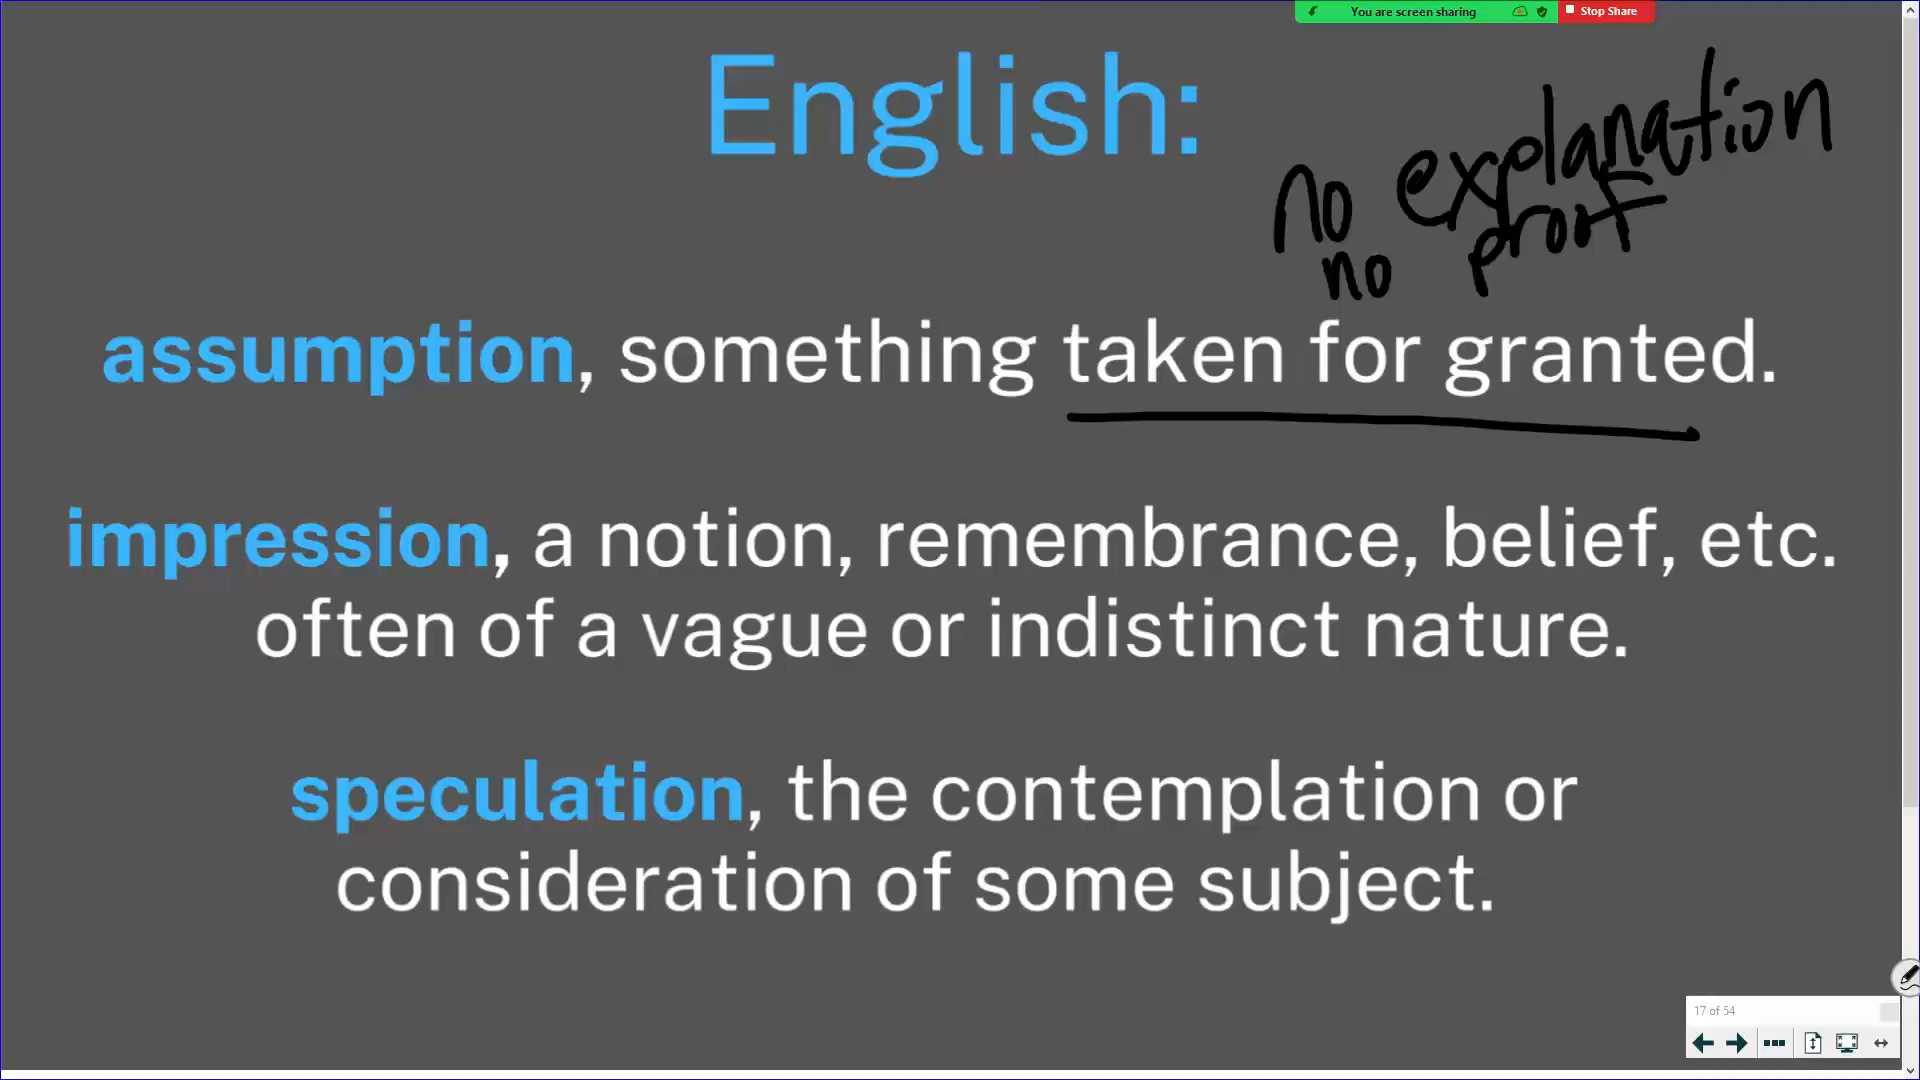 You are screen sharing Stop Share
English:
no explanation
no proof
assumption, something taken for granted.
impression, a notion, remembrance, belief, etc.
often of a vague or indistinct nature.
speculation, the contemplation or
consideration of some subject.
17 of 54